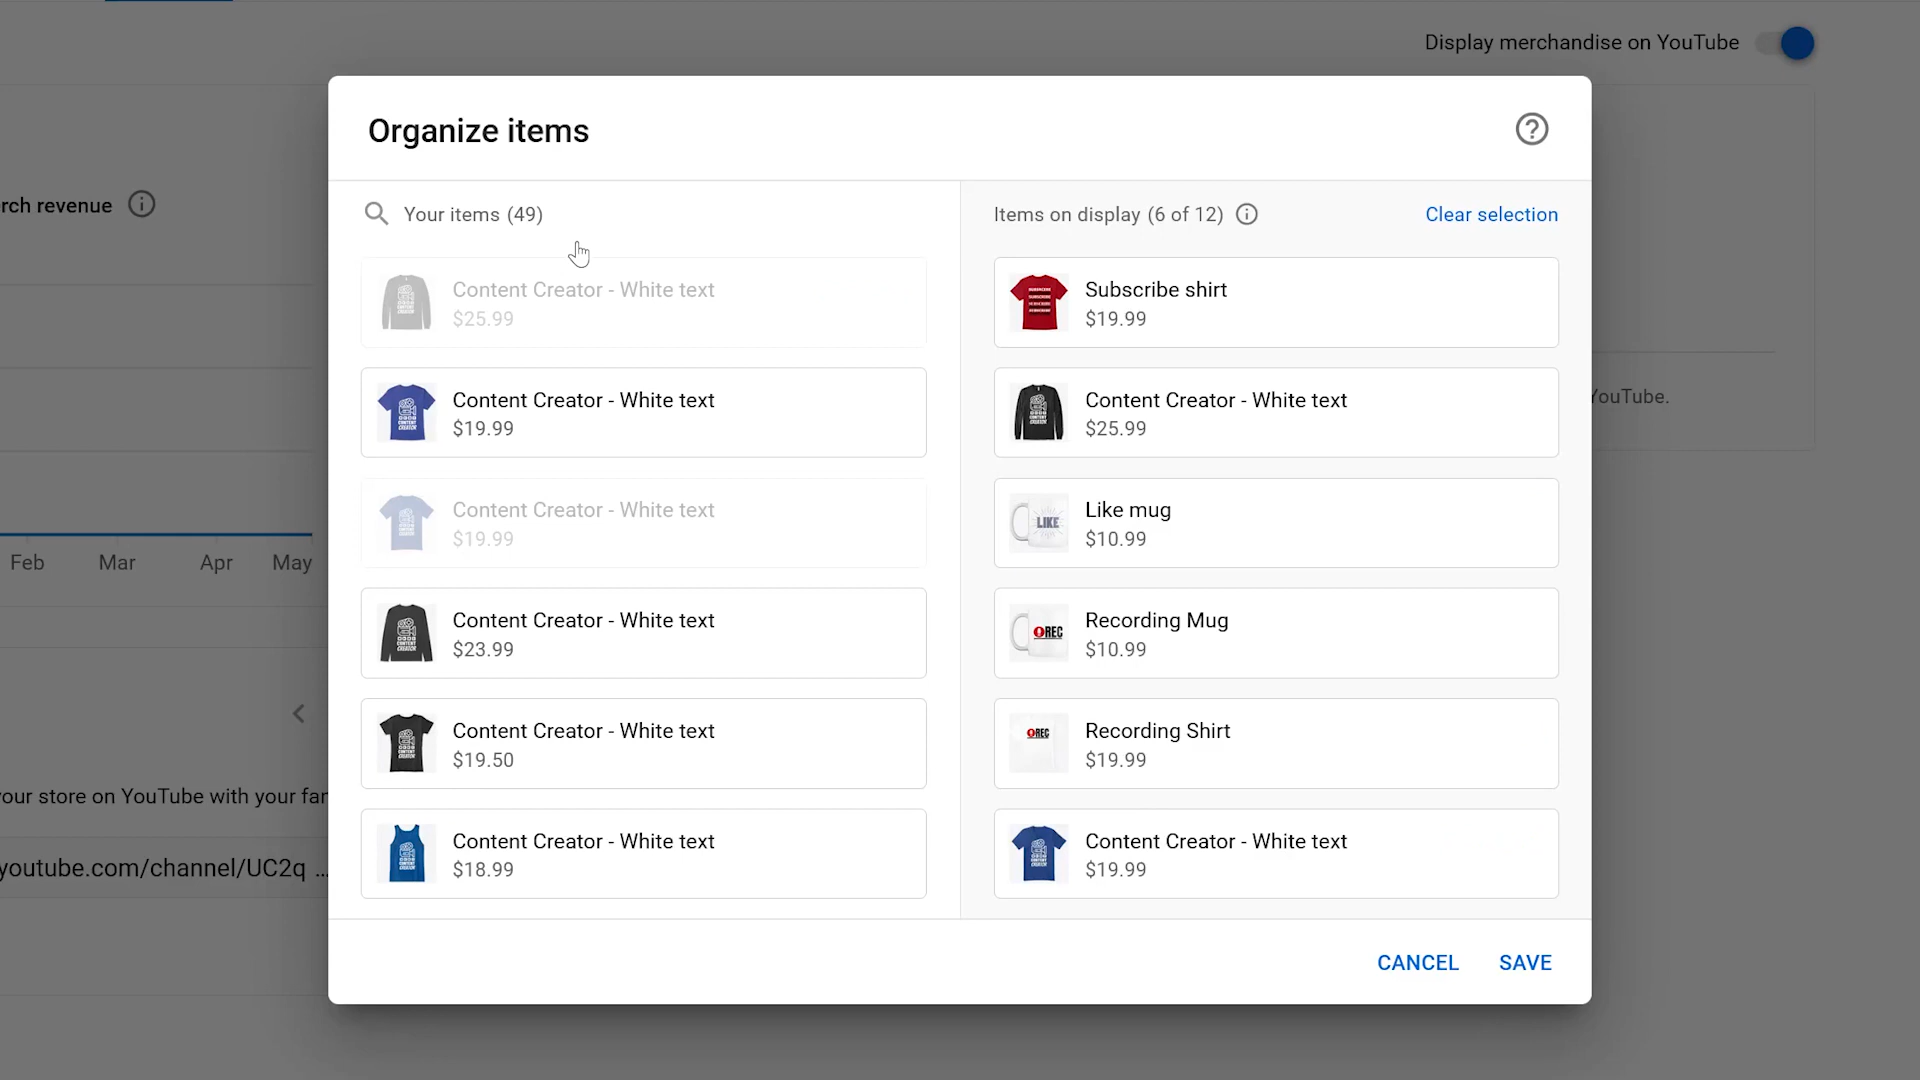 Display merchandise on YouTube
Organize items
rch revenue
Your items (49)
Items on display (6 of 12)
Clear selection
Content Creator - White text
$25.99
Content Creator - White text
$19.99
Content Creator - White text
$19.99
Content Creator - White text
$23.99
Content Creator - White text
$19.50
Content Creator - White text
$18.99
Subscribe shirt
$19.99
Content Creator - White text
$25.99
LIKE
Like mug
$10.99
REC
Recording Mug
$10.99
REC
Recording Shirt
$19.99
Content Creator - White text
$19.99
YouTube.
Feb
Mar
Apr
May
our store on YouTube with your fan
youtube.com/channel/UC2q ...
CANCEL
SAVE